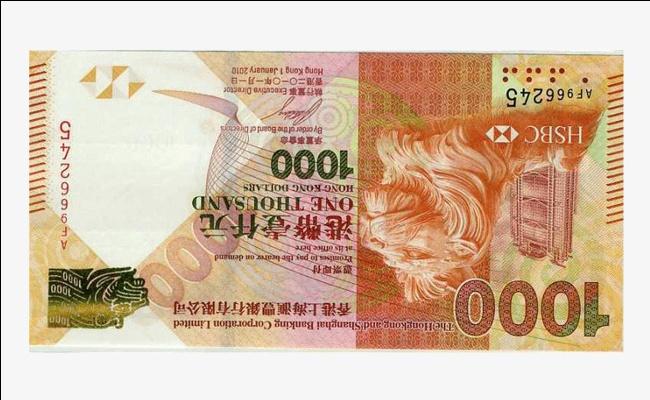 The Hongkong and Shanghai Banking Corporation Limited
香港上海滙豐銀行有限公司
1000
憑票即付
Promises to pay the bearer on demand
at its office here
港幣壹仟元
ONE THOUSAND
HONG KONG DOLLARS
1000
承董事會命
By order of the Board of Directors
執行董事 Executive Director
香港二〇一〇年一月一日
Hong Kong 1 January 2010
HSBC
AF966245
AF966245
1000
1000
1000
1000